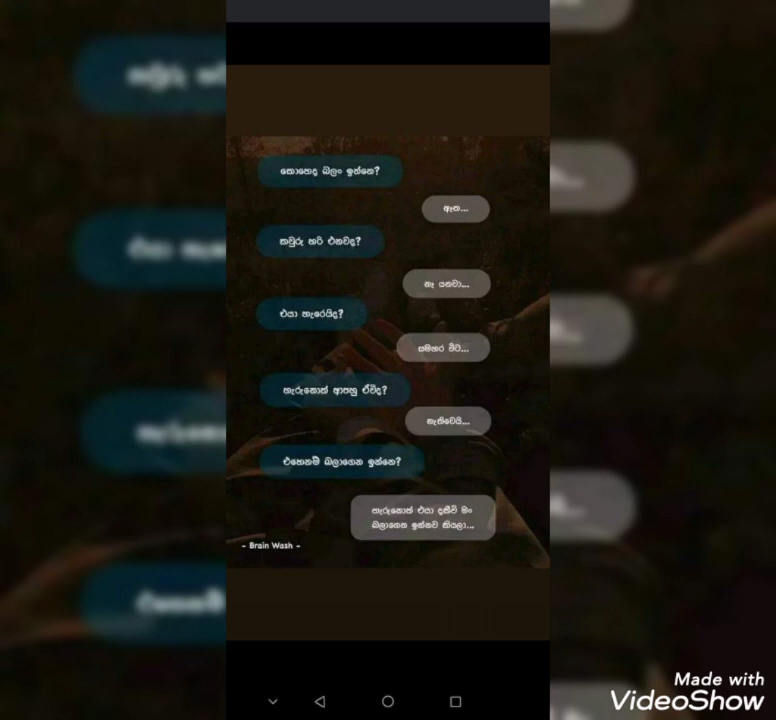 කොහෙද බලං ඉන්නෙ?
ඈත...
කවුරු හරි එනවද?
නෑ යනවා...
එයා හැරෙයිද?
සමහර විට...
හැරුනොත් ආපහු ඒවිද?
නැතිවෙයි...
එහෙනම් බලාගෙන ඉන්නෙ?
හැරුනොත් එයා දකීවි මං
බලාගෙන ඉන්නව කියලා...
- Brain Wash -
Made with
VideoShow